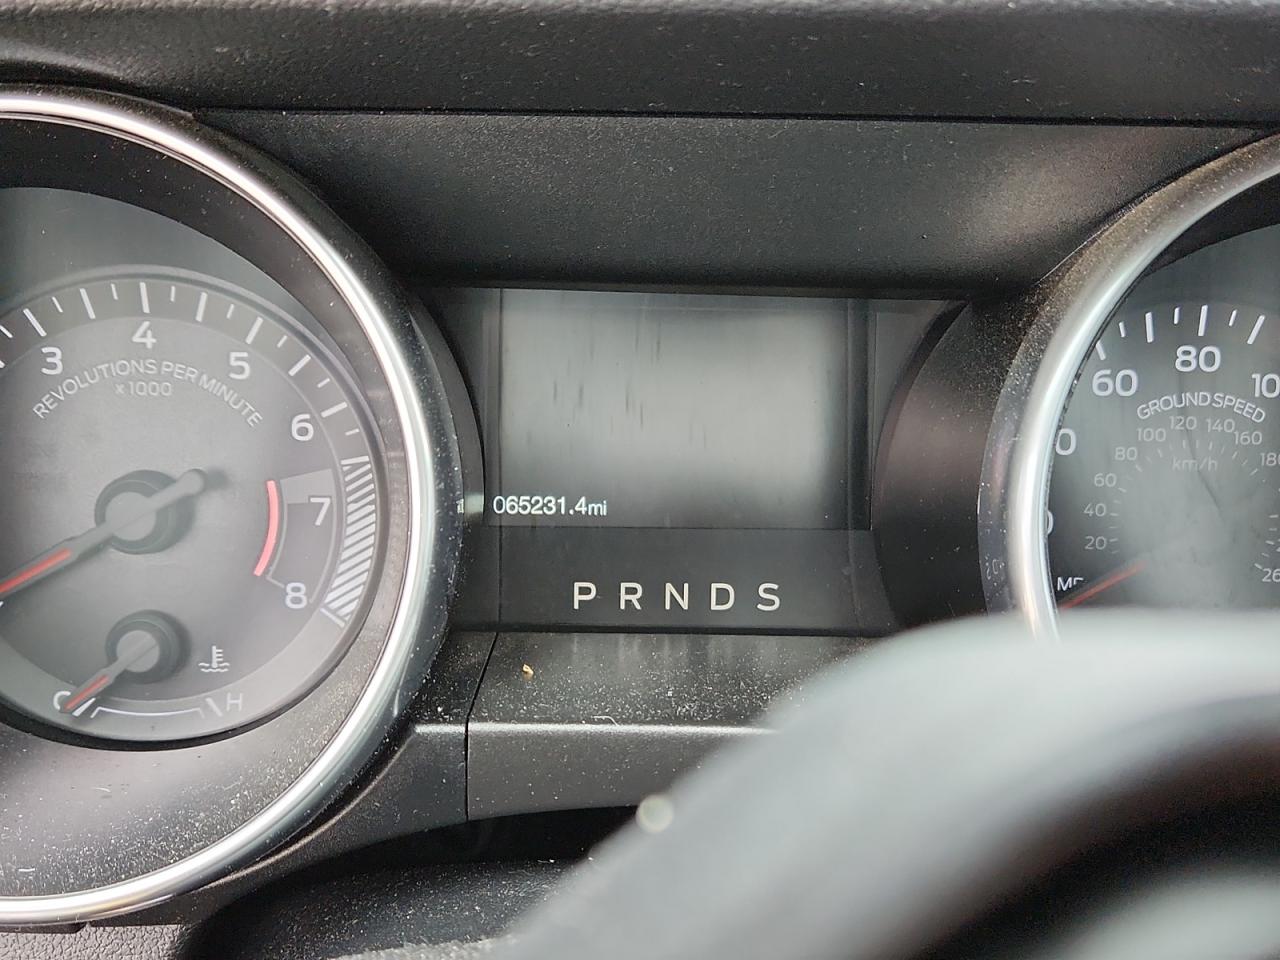 3 4 5 6 7 8
REVOLUTIONS PER MINUTE
x1000
C H
065231.4mi
P R N D S
60 80
GROUND SPEED
20 40 60 80 100 120 140 160
km/h